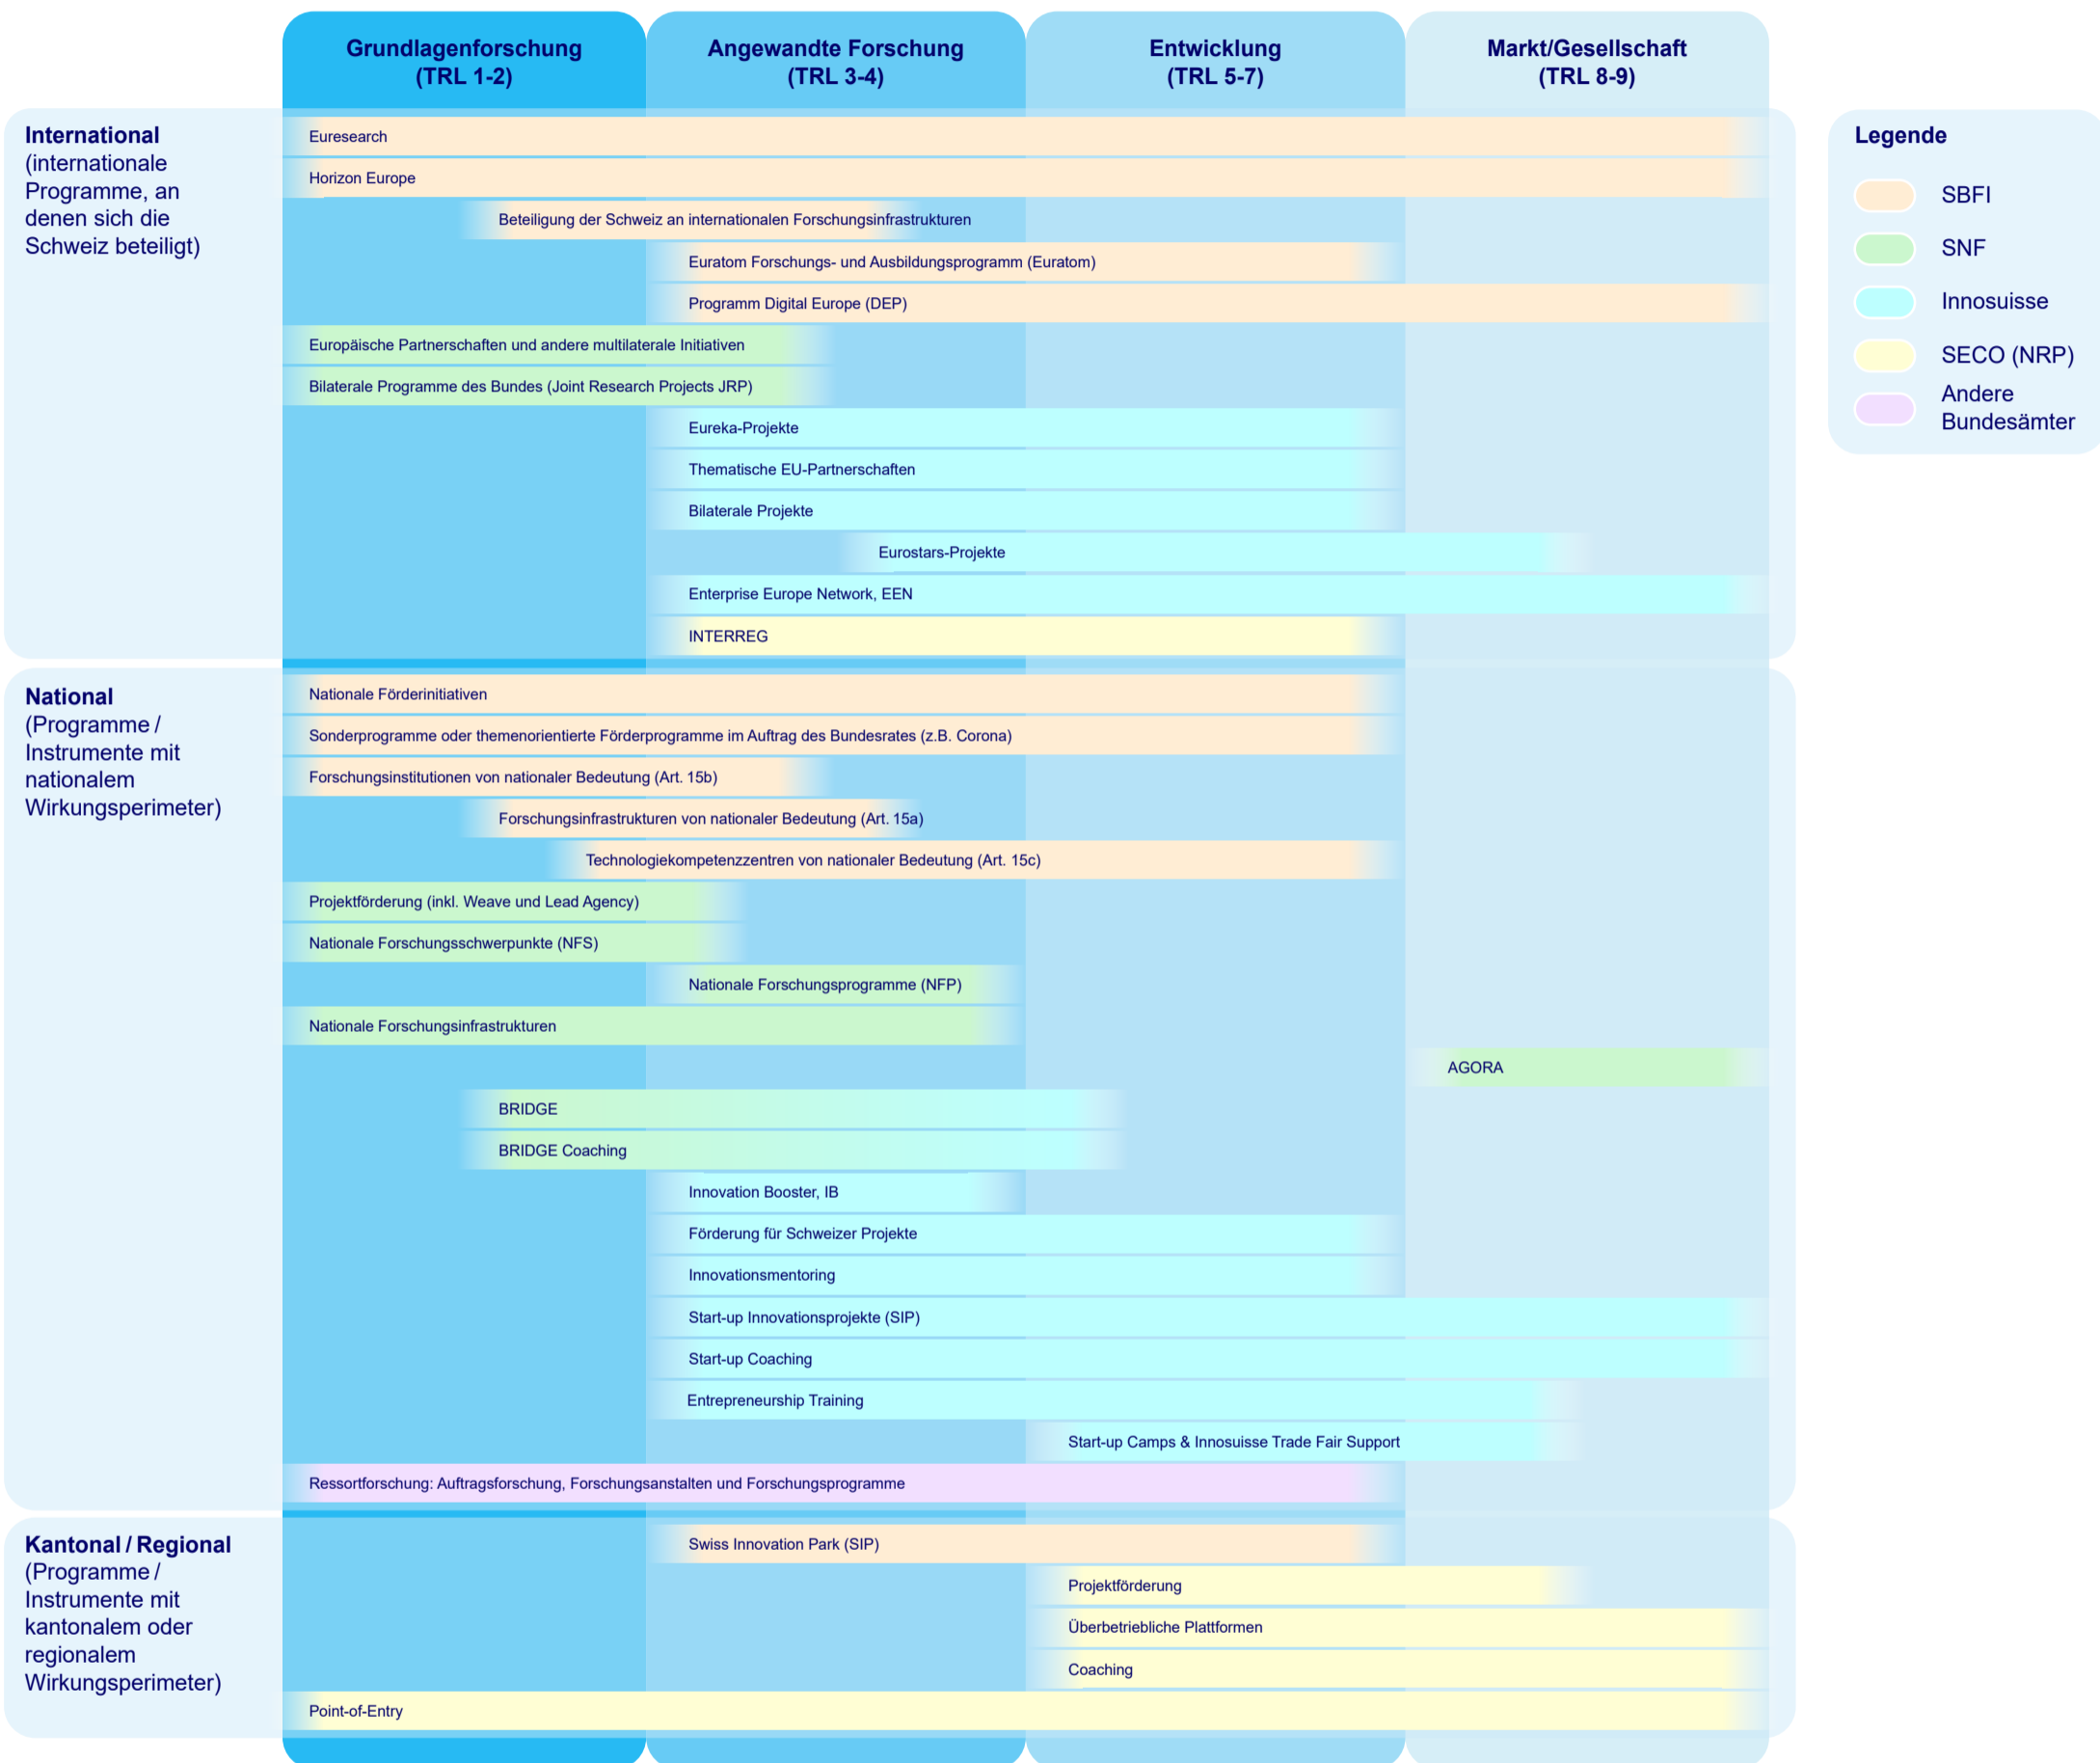 Grundlagenforschung
(TRL 1-2)
Angewandte Forschung
(TRL 3-4)
Entwicklung
(TRL 5-7)
Markt/Gesellschaft
(TRL 8-9)
International
(internationale
Programme, an
denen sich die
Schweiz beteiligt)
Euresearch
Horizon Europe
Beteiligung der Schweiz an internationalen Forschungsinfrastrukturen
Euratom Forschungs- und Ausbildungsprogramm (Euratom)
Programm Digital Europe (DEP)
Europäische Partnerschaften und andere multilaterale Initiativen
Bilaterale Programme des Bundes (Joint Research Projects JRP)
Eureka-Projekte
Thematische EU-Partnerschaften
Bilaterale Projekte
Eurostars-Projekte
Enterprise Europe Network, EEN
INTERREG
Legende
SBFI
SNF
Innosuisse
SECO (NRP)
Andere
Bundesämter
National
(Programme /
Instrumente mit
nationalem
Wirkungsperimeter)
Nationale Förderinitiativen
Sonderprogramme oder themenorientierte Förderprogramme im Auftrag des Bundesrates (z.B. Corona)
Forschungsinstitutionen von nationaler Bedeutung (Art. 15b)
Forschungsinfrastrukturen von nationaler Bedeutung (Art. 15a)
Technologiekompetenzzentren von nationaler Bedeutung (Art. 15c)
Projektförderung (inkl. Weave und Lead Agency)
Nationale Forschungsschwerpunkte (NFS)
Nationale Forschungsprogramme (NFP)
Nationale Forschungsinfrastrukturen
AGORA
BRIDGE
BRIDGE Coaching
Innovation Booster, IB
Förderung für Schweizer Projekte
Innovationsmentoring
Start-up Innovationsprojekte (SIP)
Start-up Coaching
Entrepreneurship Training
Start-up Camps & Innosuisse Trade Fair Support
Ressortforschung: Auftragsforschung, Forschungsanstalten und Forschungsprogramme
Kantonal / Regional
(Programme /
Instrumente mit
kantonalem oder
regionalem
Wirkungsperimeter)
Swiss Innovation Park (SIP)
Projektförderung
Überbetriebliche Plattformen
Coaching
Point-of-Entry